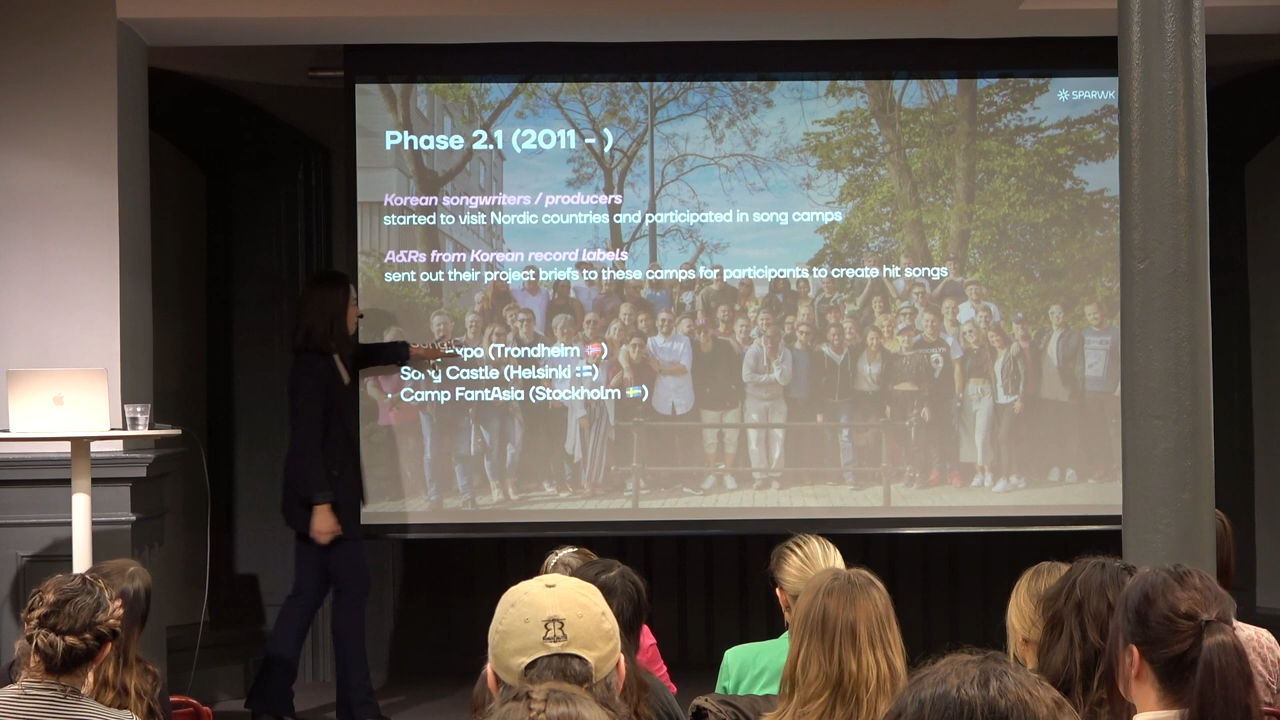 SPARWK
Phase 2.1 (2011 - )
Korean songwriters / producers
started to visit Nordic countries and participated in song camps
A&Rs from Korean record labels
sent out their project briefs to these camps for participants to create hit songs
(Trondheim 🇳🇴)
Song Castle (Helsinki 🇫🇮)
• Camp FantAsia (Stockholm 🇸🇪)